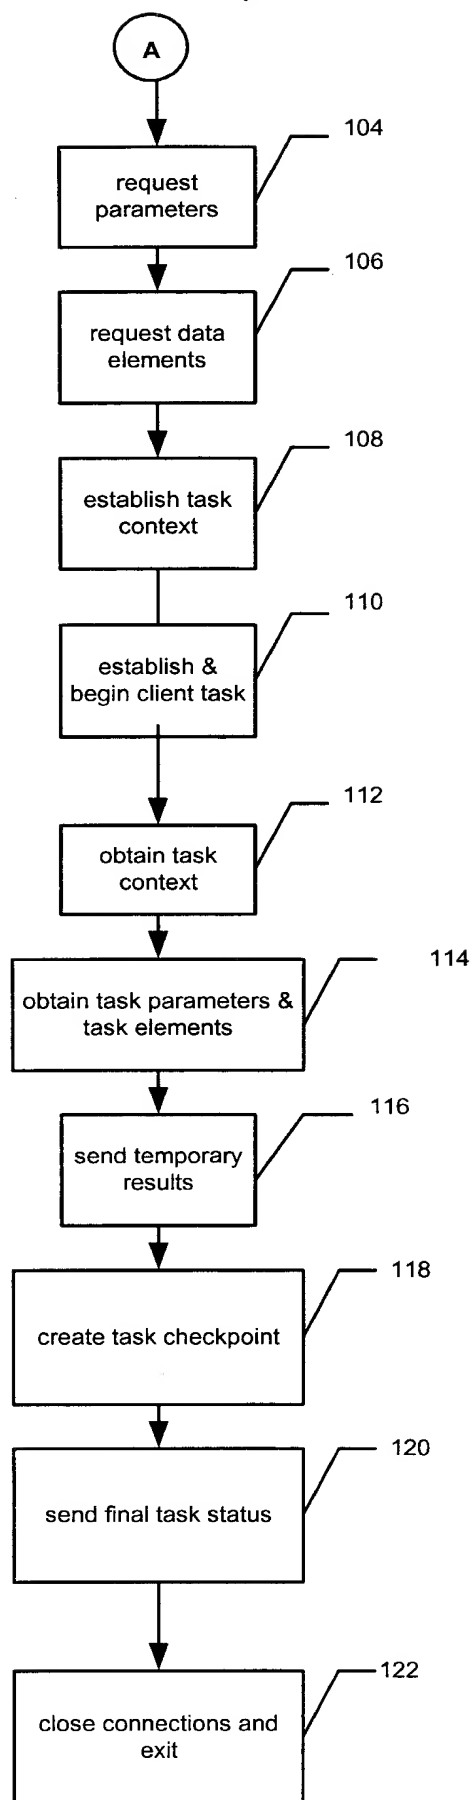 A
104
request
parameters
106
request data
elements
108
establish task
context
110
establish &
begin client task
112
obtain task
context
114
obtain task parameters &
task elements
116
send temporary
results
118
create task checkpoint
120
send final task status
122
close connections and
exit